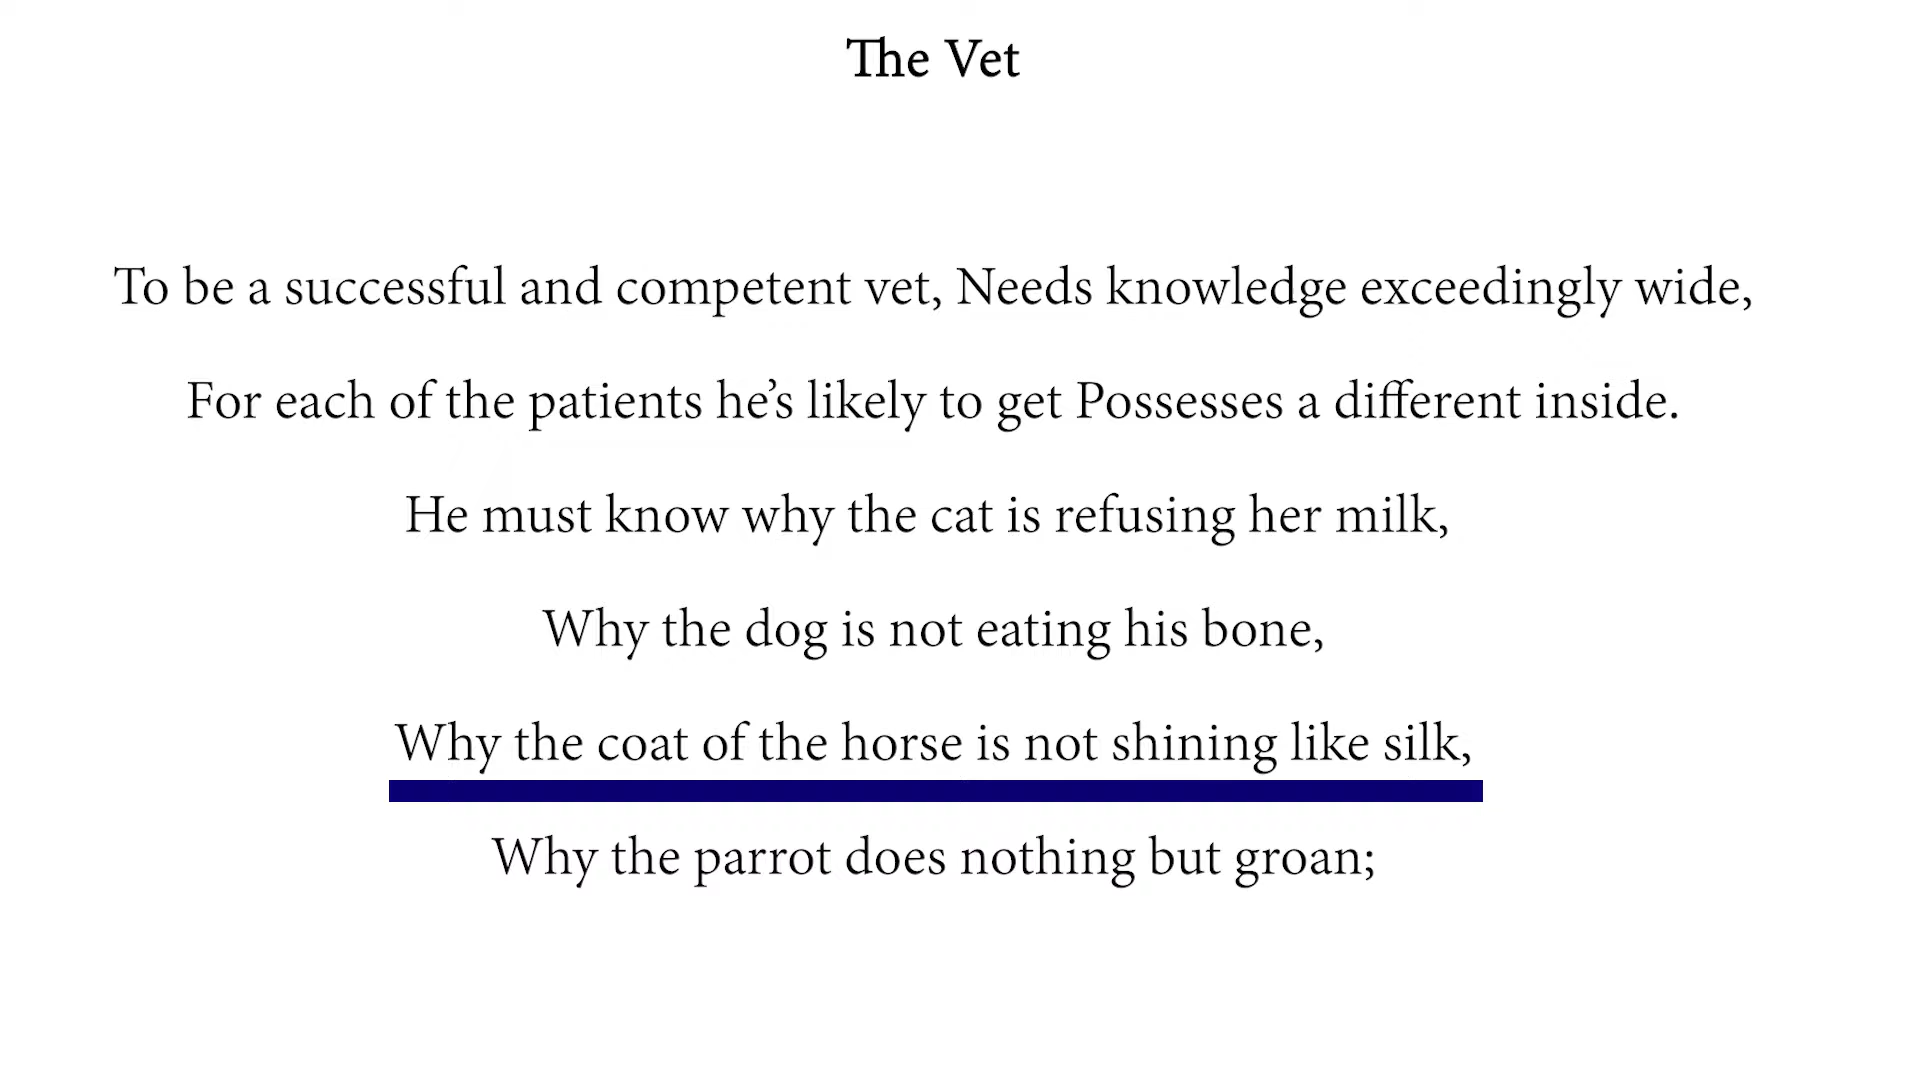 The Vet
To be a successful and competent vet, Needs knowledge exceedingly wide,
For each of the patients he’s likely to get Possesses a different inside.
He must know why the cat is refusing her milk,
Why the dog is not eating his bone,
Why the coat of the horse is not shining like silk,
Why the parrot does nothing but groan;